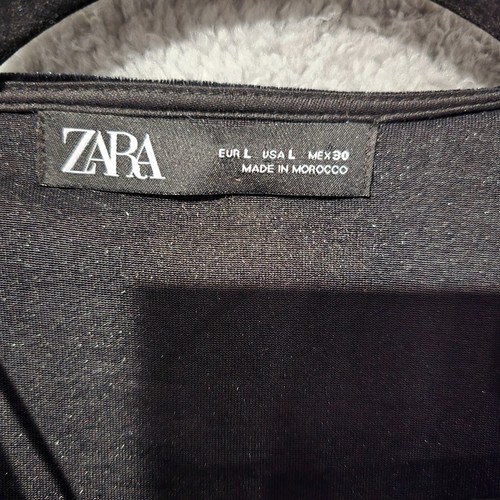 ZARA
EUR L USA L MEX 30
MADE IN MOROCCO